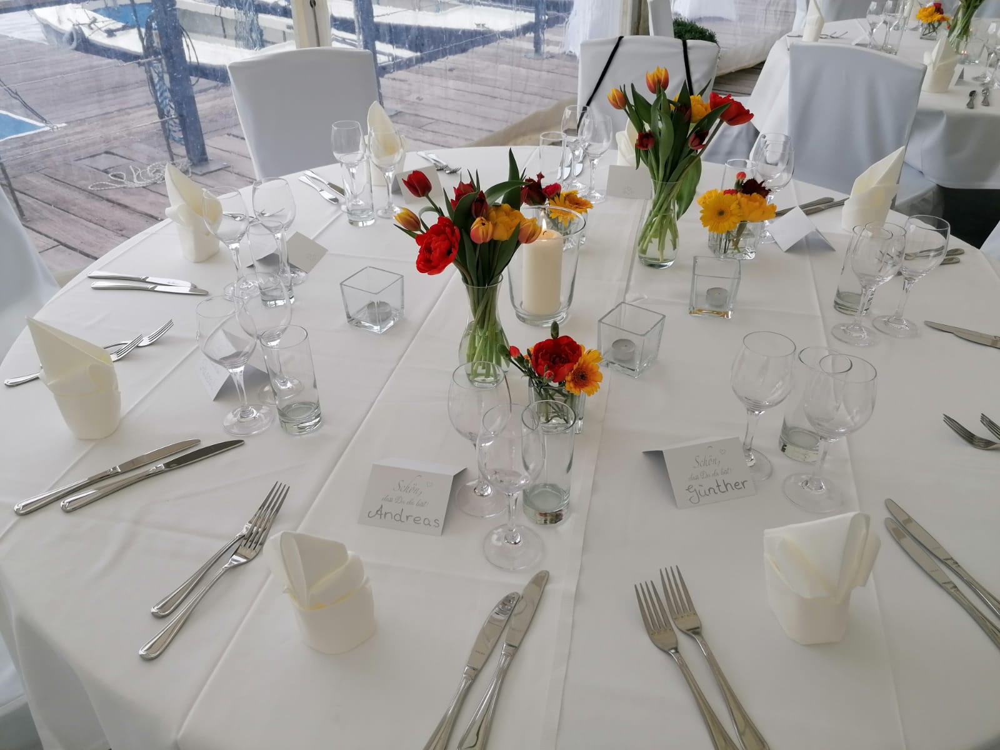 Schön,
dass Du da bist!
Andreas
Schön,
dass Du da bist!
Günther